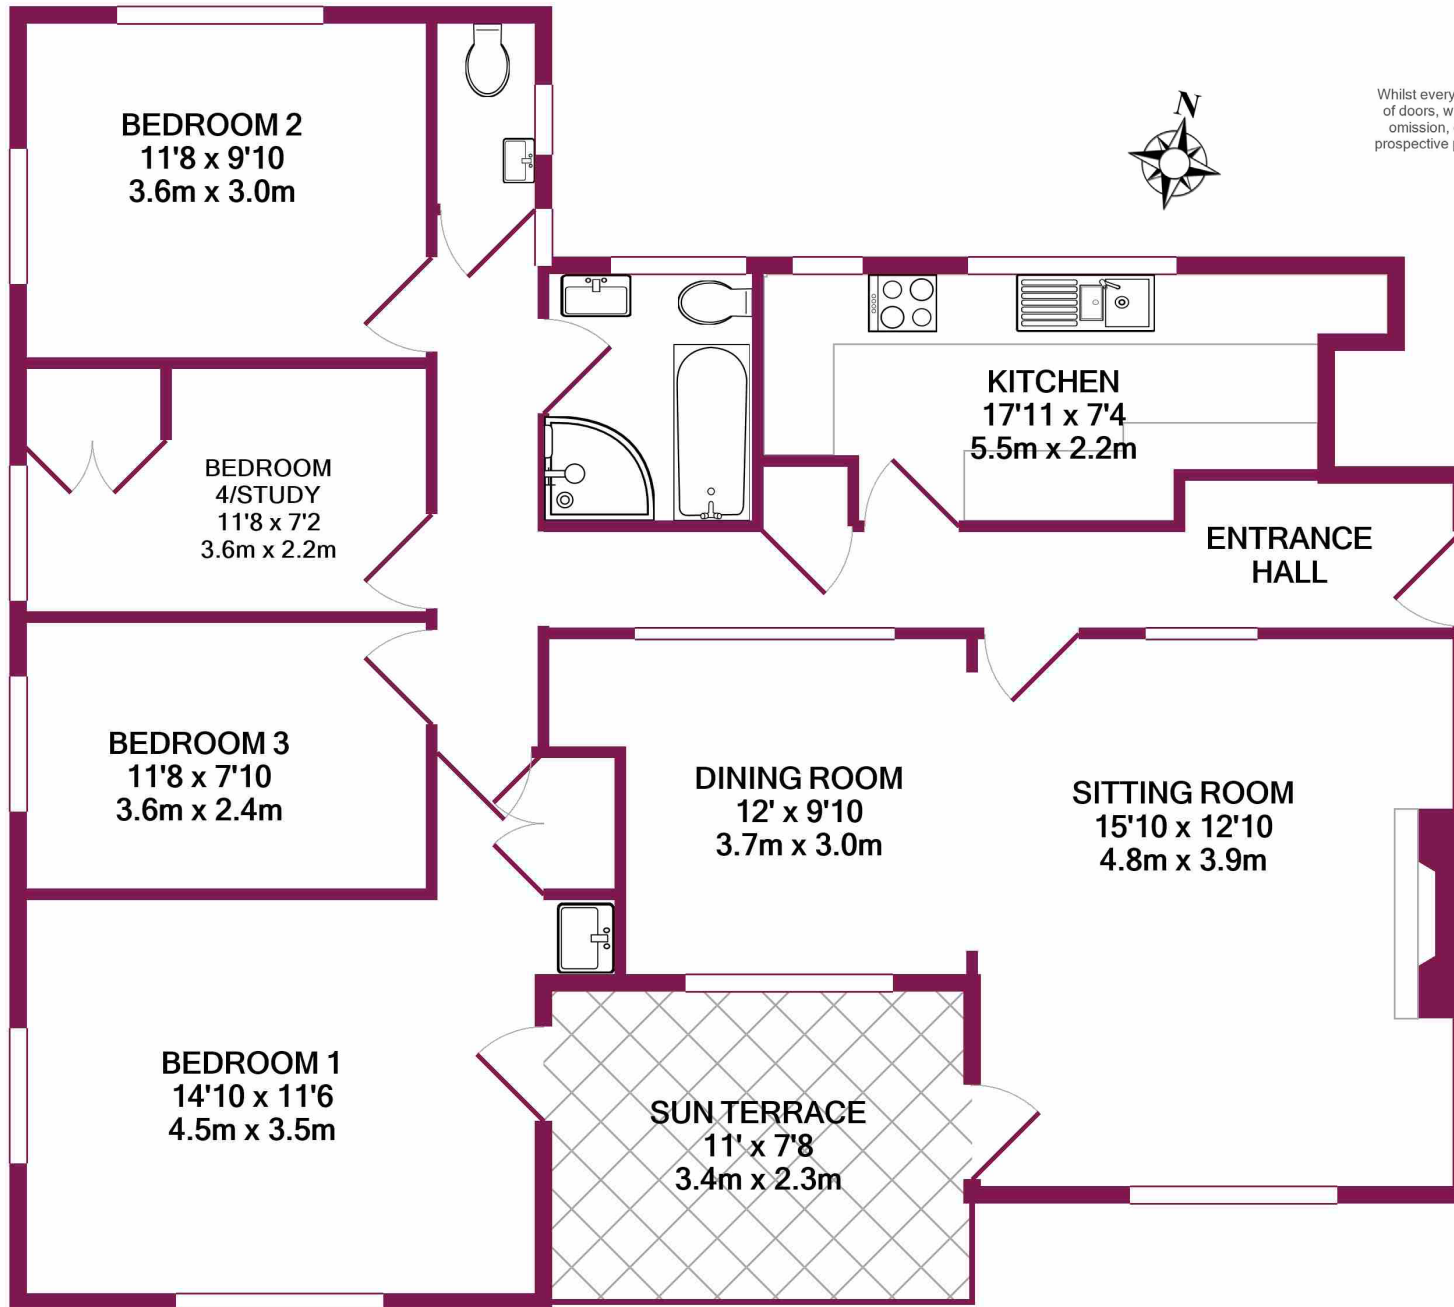 BEDROOM 2
11'8 x 9'10
3.6m x 3.0m
N
Whilst every
of doors, w
omission,
prospective p
KITCHEN
17'11 x 7'4
5.5m x 2.2m
BEDROOM
4/STUDY
11'8 x 7'2
3.6m x 2.2m
ENTRANCE
HALL
BEDROOM 3
11'8 x 7'10
3.6m x 2.4m
DINING ROOM
12' x 9'10
3.7m x 3.0m
SITTING ROOM
15'10 x 12'10
4.8m x 3.9m
BEDROOM 1
14'10 x 11'6
4.5m x 3.5m
SUN TERRACE
11' x 7'8
3.4m x 2.3m